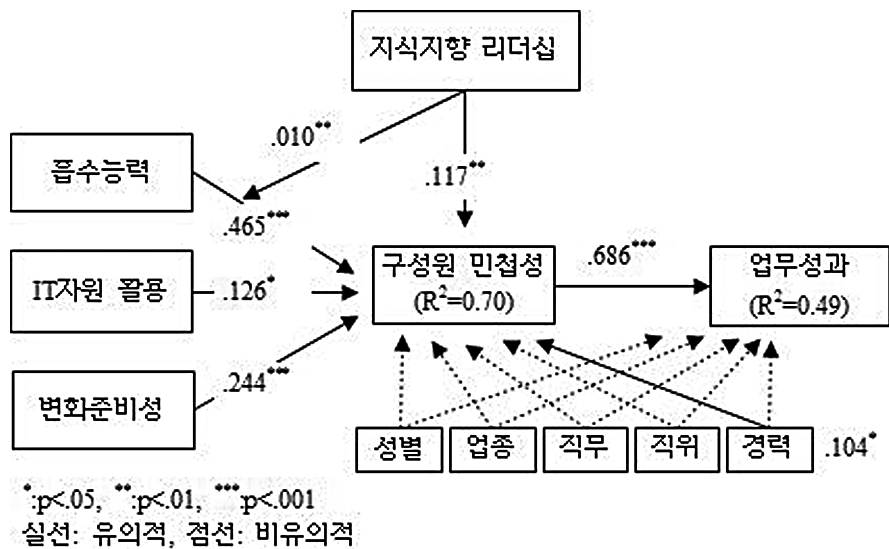 지식지향 리더십
.010**
흡수능력
.117**
.465***
구성원 민첩성
(R²=0.70)
.686***
업무성과
(R²=0.49)
IT자원 활용
.126*
변화준비성
.244***
성별
업종
직무
직위
경력
.104*
*:p<.05, **:p<.01, ***:p<.001
실선: 유의적, 점선: 비유의적